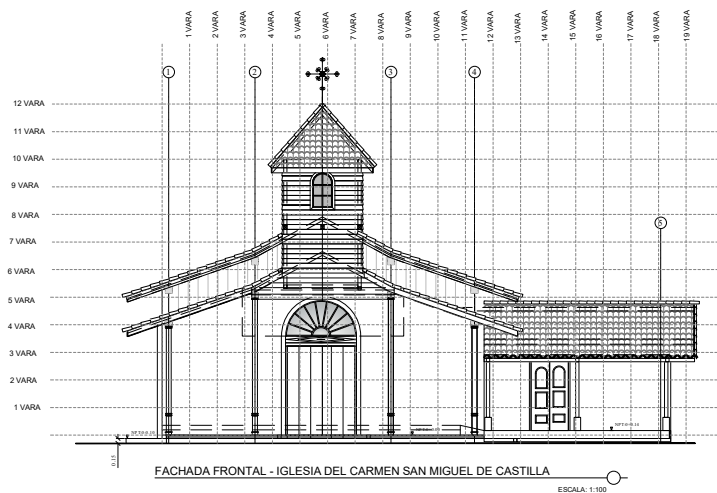 1 VARA
2 VARA
3 VARA
4 VARA
5 VARA
6 VARA
7 VARA
8 VARA
9 VARA
10 VARA
11 VARA
12 VARA
13 VARA
14 VARA
15 VARA
16 VARA
17 VARA
18 VARA
19 VARA
1
2
3
4
12 VARA
11 VARA
10 VARA
9 VARA
8 VARA
7 VARA
5
6 VARA
5 VARA
4 VARA
3 VARA
2 VARA
1 VARA
0.15
FACHADA FRONTAL - IGLESIA DEL CARMEN SAN MIGUEL DE CASTILLA
ESCALA: 1:100